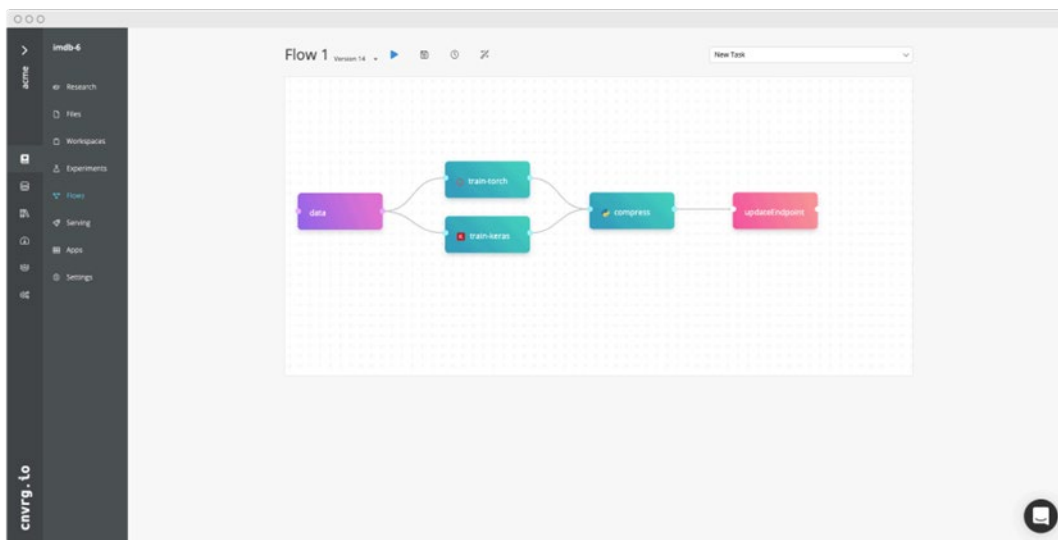 acme
cnvrg.io
imdb-6
Research
Files
Workspaces
Experiments
Flows
Serving
Apps
Settings
Flow 1 Version 14
New Task
data
train-torch
train-keras
compress
updateEndpoint